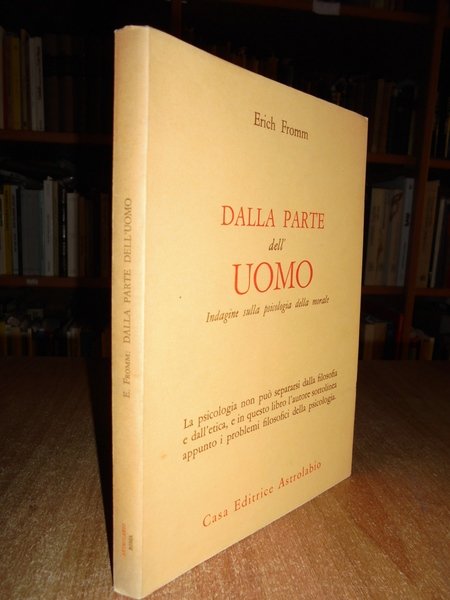 Erich Fromm
DALLA PARTE
dell'
UOMO
Indagine sulla psicologia della morale
La psicologia non può separarsi dalla filosofia
e dall'etica, e in questo libro l'autore sottolinea
appunto i problemi filosofici della psicologia.
Casa Editrice Astrolabio
E. FROMM: DALLA PARTE DELL'UOMO
ASTROLABIO
ROMA